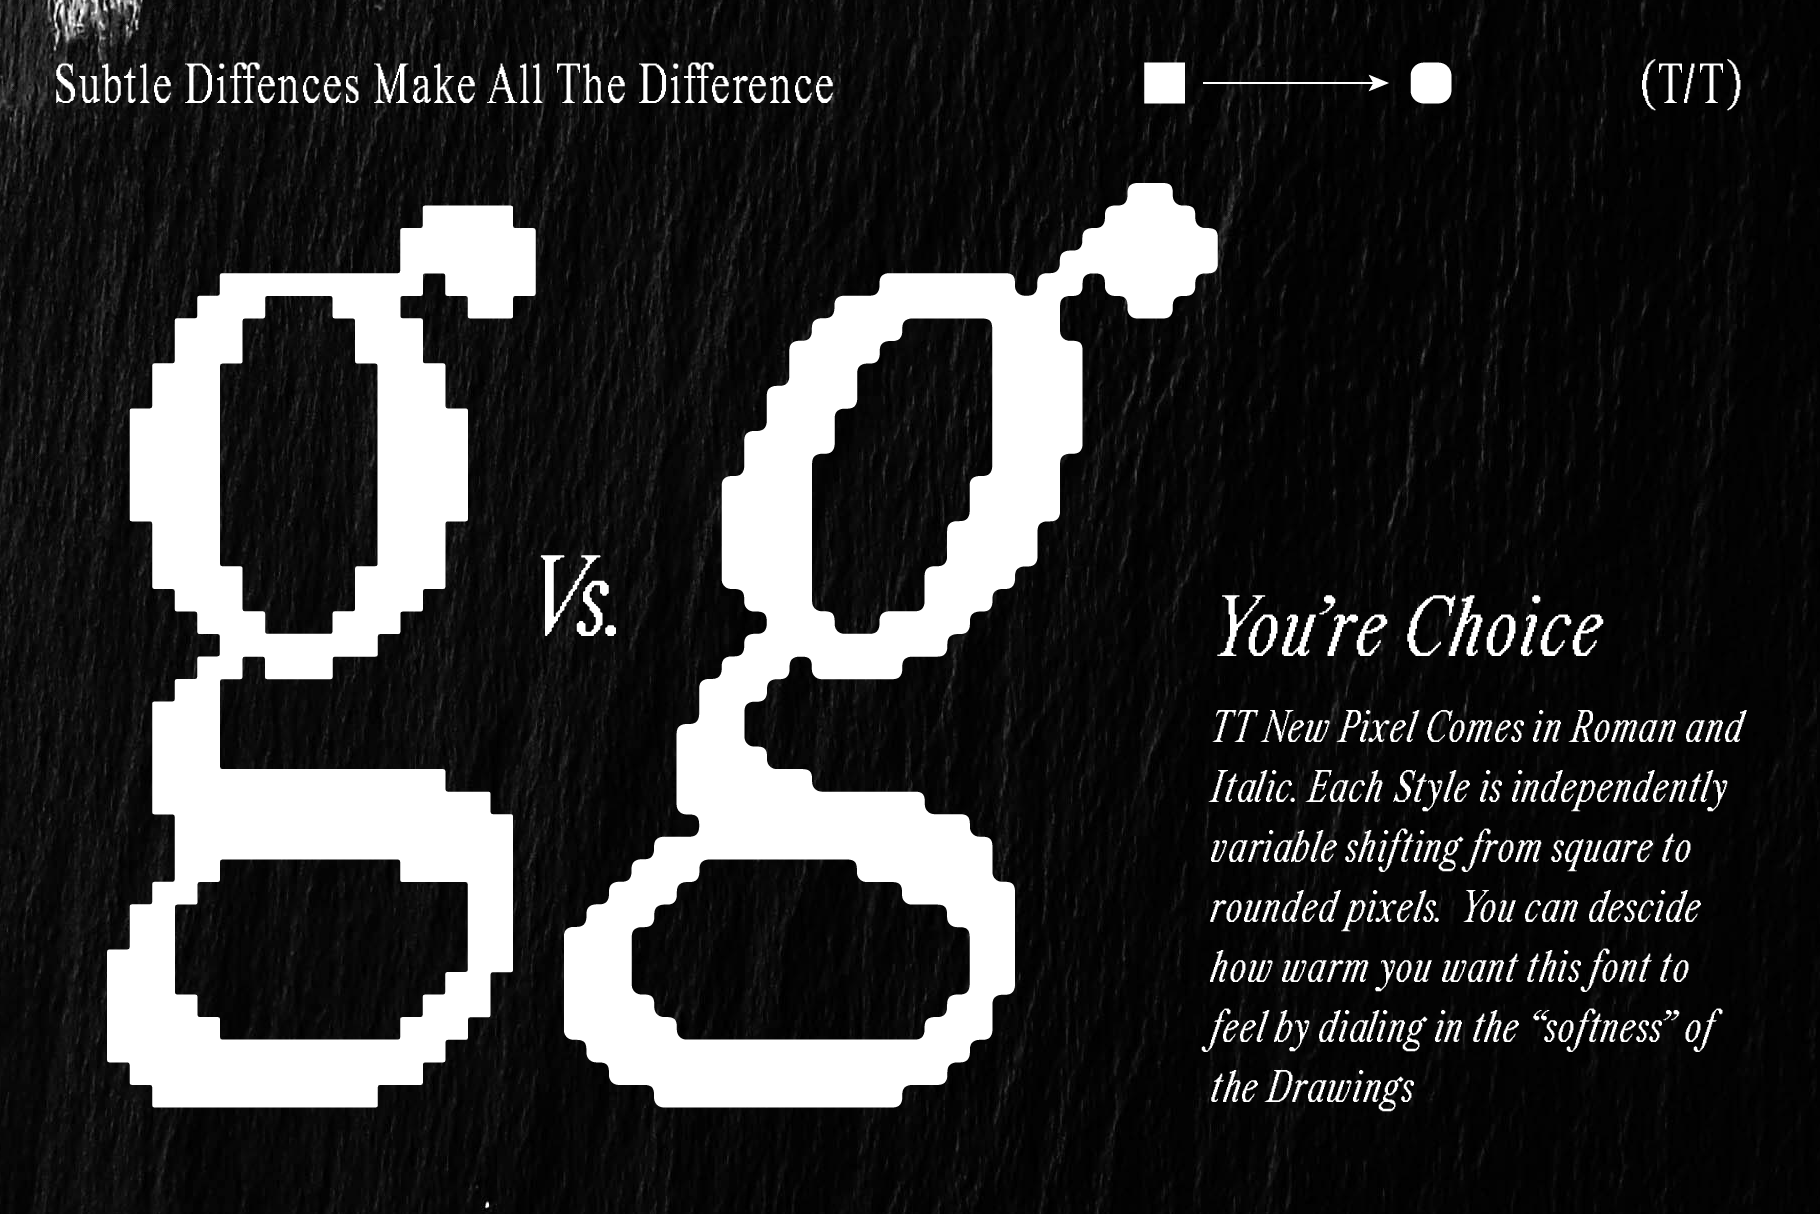 Subtle Diffences Make All The Difference
(T/T)
g Vs. g
You’re Choice
TT New Pixel Comes in Roman and
Italic. Each Style is independently
variable shifting from square to
rounded pixels.  You can descide
how warm you want this font to
feel by dialing in the “softness” of
the Drawings